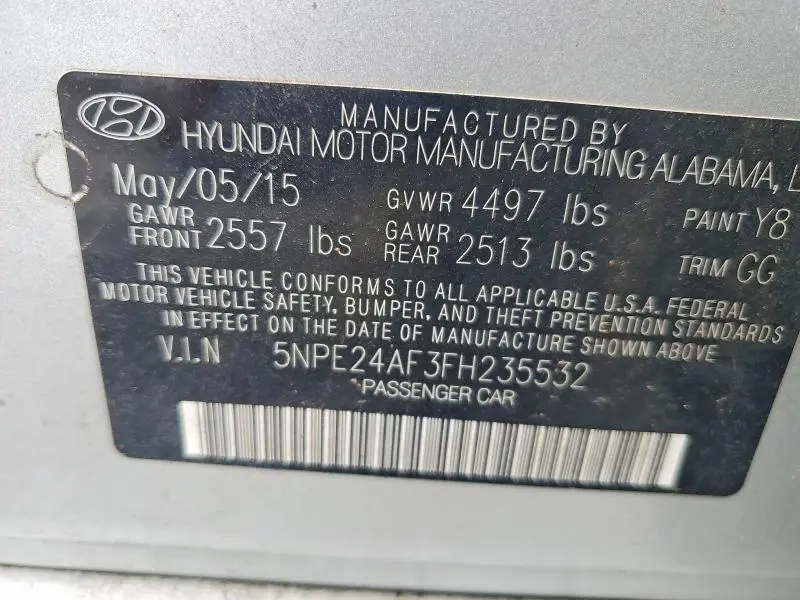 MANUFACTURED BY
HYUNDAI MOTOR MANUFACTURING ALABAMA, L
May/05/15 GVWR 4497 lbs PAINT Y8
GAWR FRONT 2557 lbs GAWR REAR 2513 lbs TRIM GG
THIS VEHICLE CONFORMS TO ALL APPLICABLE U.S.A. FEDERAL
MOTOR VEHICLE SAFETY, BUMPER, AND THEFT PREVENTION STANDARDS
IN EFFECT ON THE DATE OF MANUFACTURE SHOWN ABOVE.
V.I.N 5NPE24AF3FH235532
PASSENGER CAR